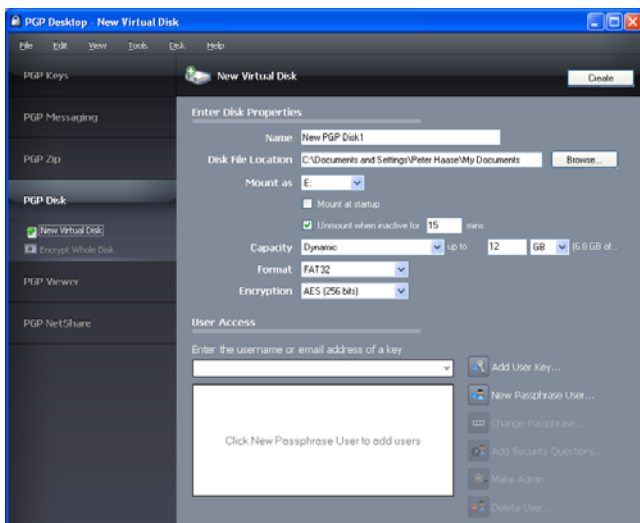 PGP Desktop - New Virtual Disk
File Edit View Tools Disk Help
PGP Keys
New Virtual Disk
Create
PGP Messaging
Enter Disk Properties
Name New PGP Disk1
PGP Zip
Disk File Location C:\Documents and Settings\Peter Haase\My Documents Browse...
Mount as E:
PGP Disk
Mount at startup
New Virtual Disk
Unmount when inactive for 15 mins
Encrypt Whole Disk
Capacity Dynamic up to 12 GB (6.8 GB at...
Format FAT32
PGP Viewer
Encryption AES (256 bits)
PGP NetShare
User Access
Enter the username or email address of a key
Add User Key...
New Passphrase User...
Change Passphrase...
Click New Passphrase User to add users
Add Security Questions...
Make Admin
Delete User...